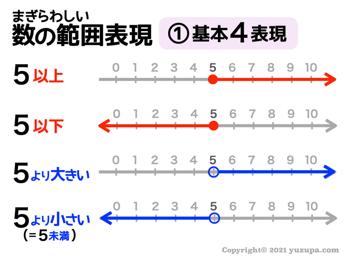 まぎらわしい
数の範囲表現 ①基本4表現
5以上 0 1 2 3 4 5 6 7 8 9 10
5以下 0 1 2 3 4 5 6 7 8 9 10
5より大きい 0 1 2 3 4 5 6 7 8 9 10
5より小さい 0 1 2 3 4 5 6 7 8 9 10
(=5未満)
Copyright© 2021 yuzupa.com